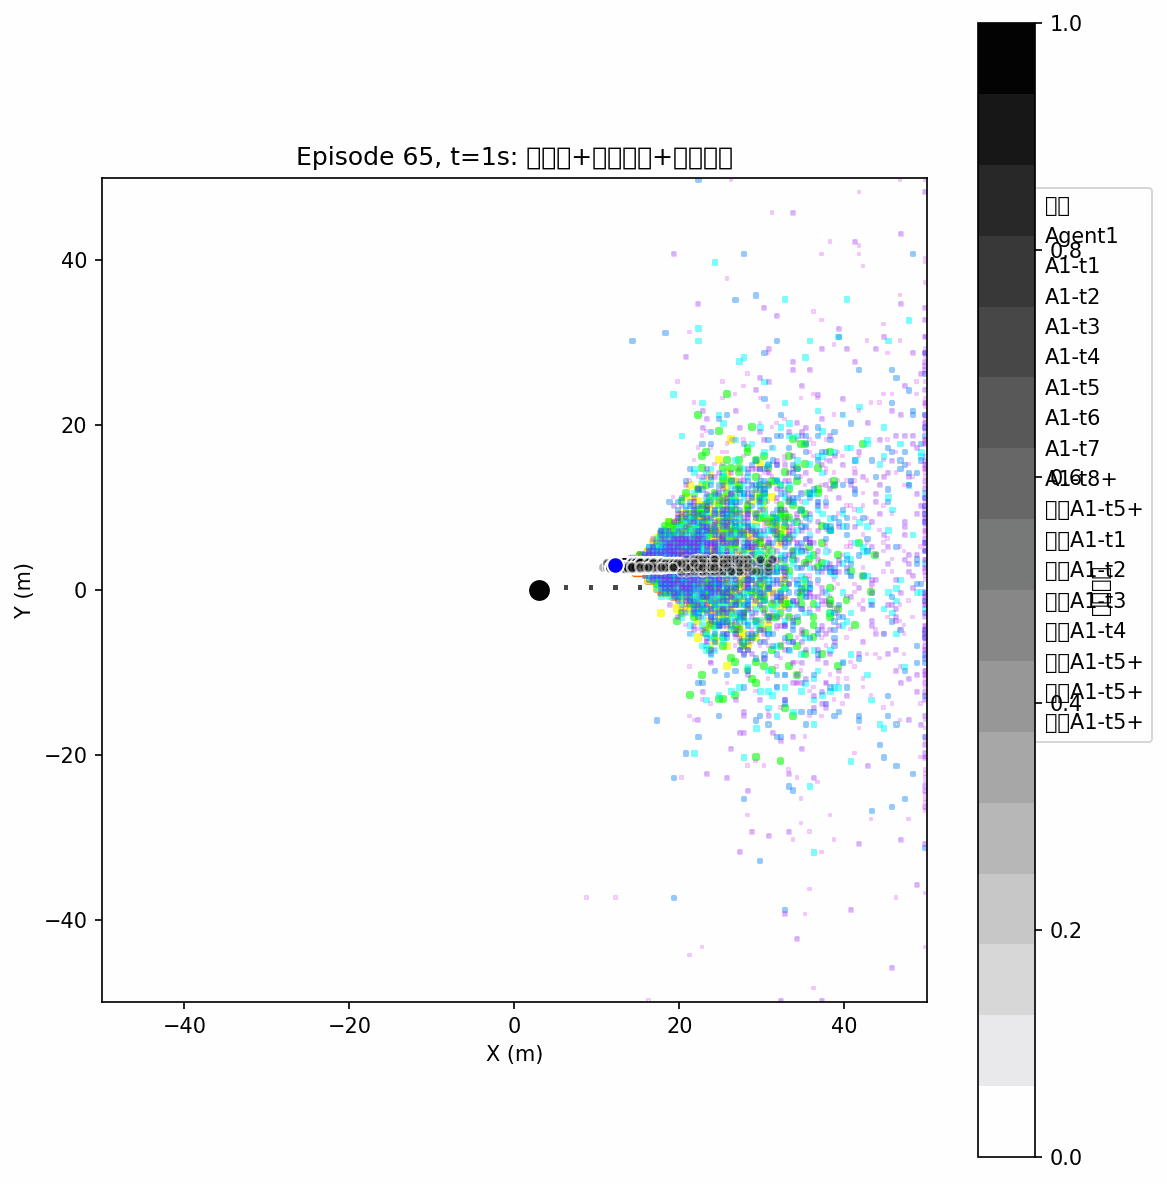 Episode 65, t=1s:
40
20
0
−20
−40
Y (m)
−40
−20
0
20
40
X (m)
1.0
0.8
0.6
0.4
0.2
0.0
Agent1
A1-t1
A1-t2
A1-t3
A1-t4
A1-t5
A1-t6
A1-t7
A1-t8+
A1-t5+
A1-t1
A1-t2
A1-t3
A1-t4
A1-t5+
A1-t5+
A1-t5+